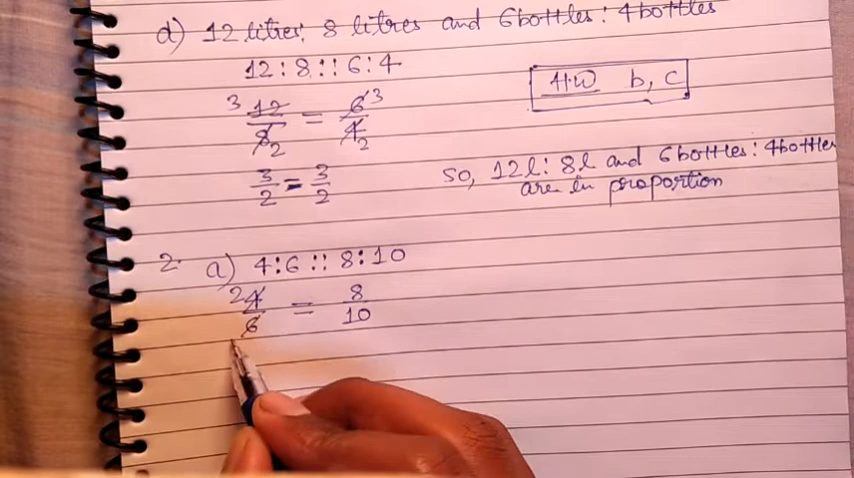 d) 12 litres: 8 litres and 6 bottles : 4 bottles
12 : 8 :: 6 : 4
H.W b, c
3 12/8 2 = 6 3/4 2
3/2 = 3/2
So, 12l : 8l and 6 bottles : 4 bottles
are in proportion
2. a) 4 : 6 :: 8 : 10
2 4/6 = 8/10